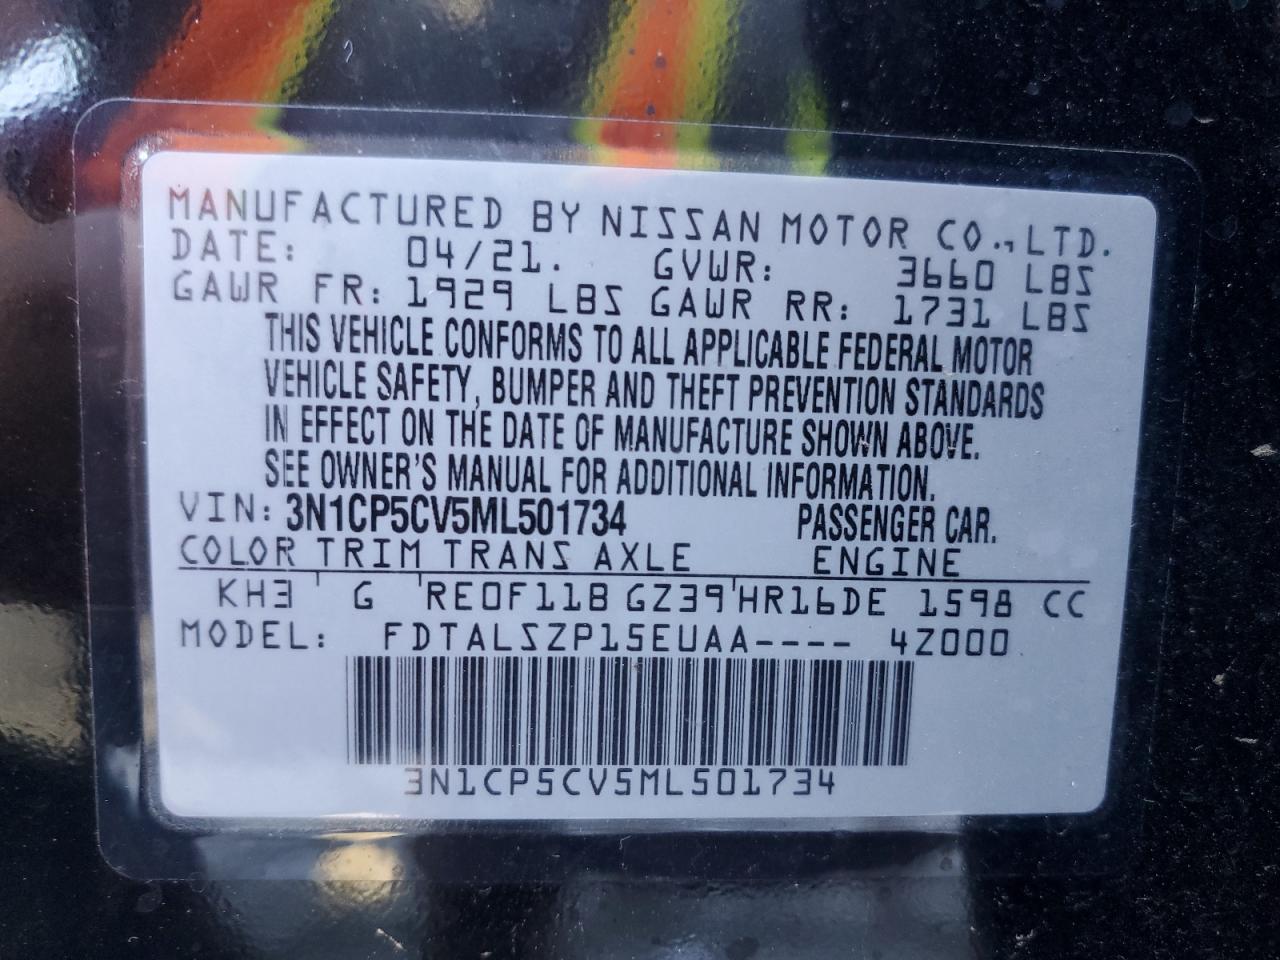 MANUFACTURED BY NISSAN MOTOR CO., LTD.
DATE: 04/21. GVWR: 3660 LBS
GAWR FR: 1929 LBS GAWR RR: 1731 LBS
THIS VEHICLE CONFORMS TO ALL APPLICABLE FEDERAL MOTOR
VEHICLE SAFETY, BUMPER AND THEFT PREVENTION STANDARDS
IN EFFECT ON THE DATE OF MANUFACTURE SHOWN ABOVE.
SEE OWNER'S MANUAL FOR ADDITIONAL INFORMATION.
VIN: 3N1CP5CV5ML501734 PASSENGER CAR.
COLOR TRIM TRANS AXLE ENGINE
KH3 G RE0F11B GZ39 HR16DE 1598 CC
MODEL: FDTALSZP15EUAA---- 4Z000
3N1CP5CV5ML501734